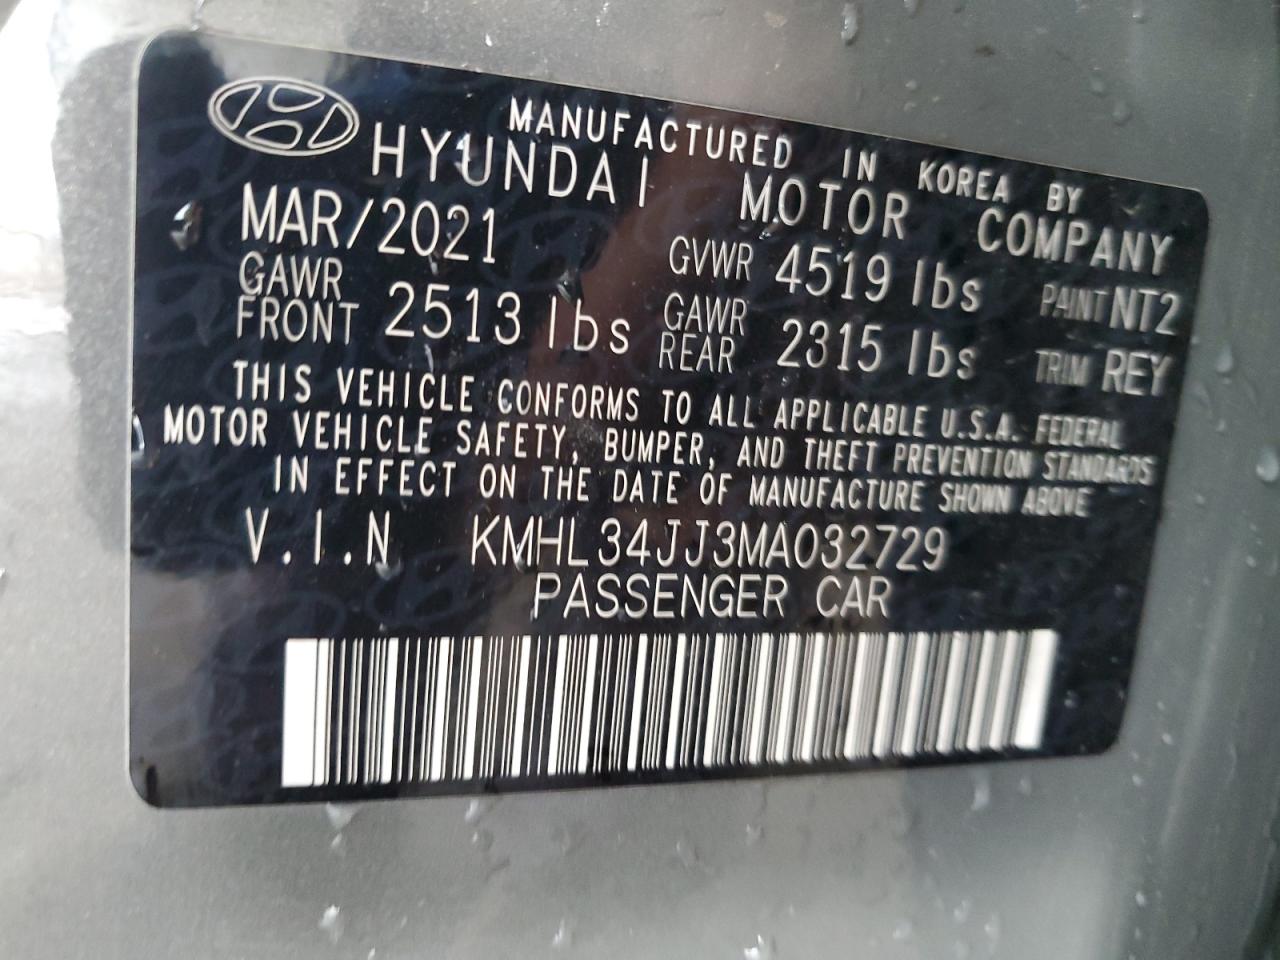 MANUFACTURED IN KOREA BY
HYUNDAI MOTOR COMPANY
MAR/2021 GVWR 4519 lbs PAINT NT2
GAWR FRONT 2513 lbs GAWR REAR 2315 lbs TRIM REY
THIS VEHICLE CONFORMS TO ALL APPLICABLE U.S.A. FEDERAL
MOTOR VEHICLE SAFETY, BUMPER, AND THEFT PREVENTION STANDARDS
IN EFFECT ON THE DATE OF MANUFACTURE SHOWN ABOVE
V.I.N KMHL34JJ3MA032729
PASSENGER CAR